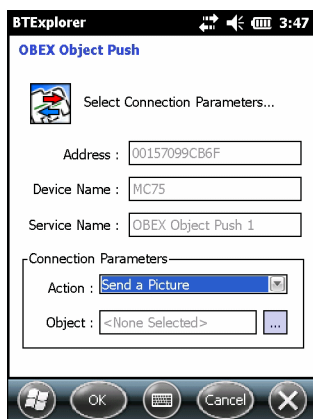 BTExplorer 3:47
OBEX Object Push
Select Connection Parameters...
Address : 00157099CB6F
Device Name : MC75
Service Name : OBEX Object Push 1
Connection Parameters
Action : Send a Picture
Object : <None Selected> ...
OK Cancel